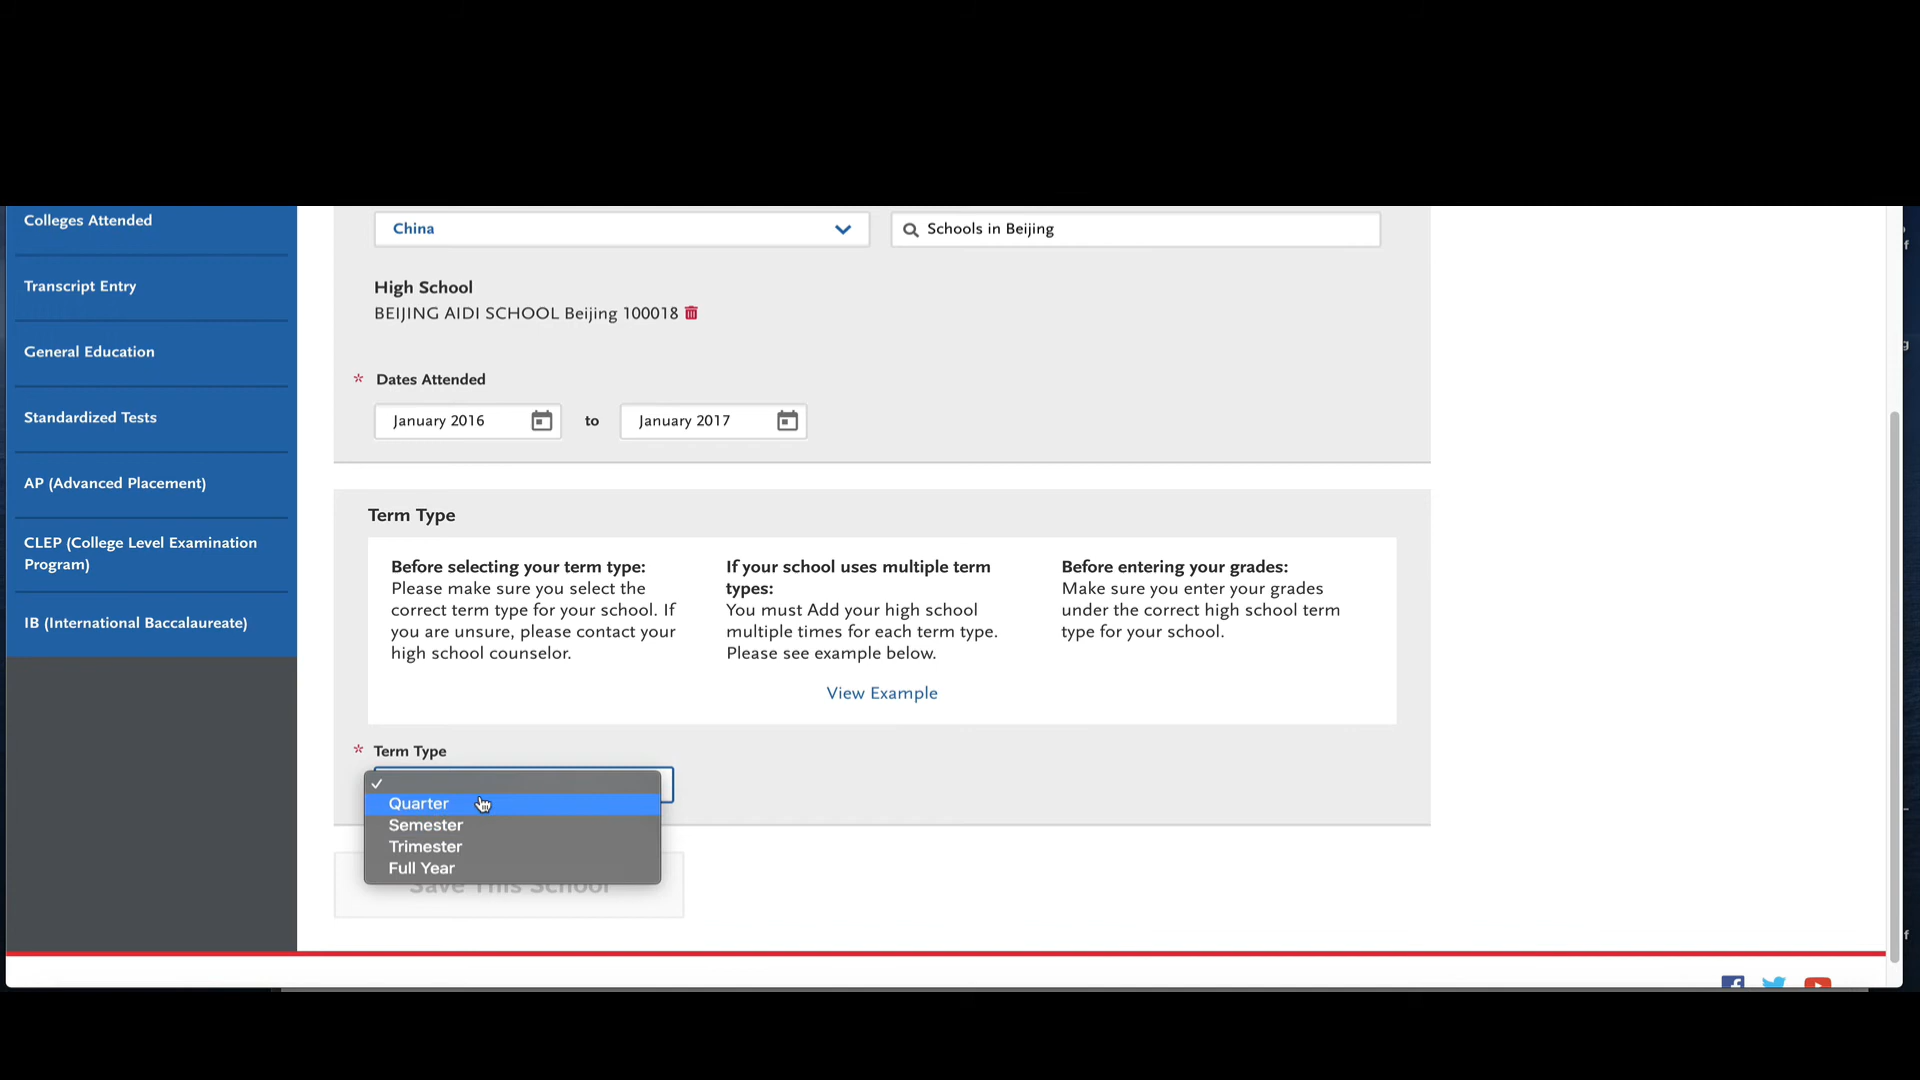 Colleges Attended
Transcript Entry
General Education
Standardized Tests
AP (Advanced Placement)
CLEP (College Level Examination
Program)
IB (International Baccalaureate)
China
Schools in Beijing
High School
BEIJING AIDI SCHOOL Beijing 100018
* Dates Attended
January 2016 to January 2017
Term Type
Before selecting your term type:
Please make sure you select the
correct term type for your school. If
you are unsure, please contact your
high school counselor.
If your school uses multiple term
types:
You must Add your high school
multiple times for each term type.
Please see example below.
Before entering your grades:
Make sure you enter your grades
under the correct high school term
type for your school.
View Example
* Term Type
Quarter
Semester
Trimester
Full Year
Save This School